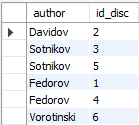 author id_disc
Davidov 2
Sotnikov 3
Sotnikov 5
Fedorov 1
Fedorov 4
Vorotinski 6